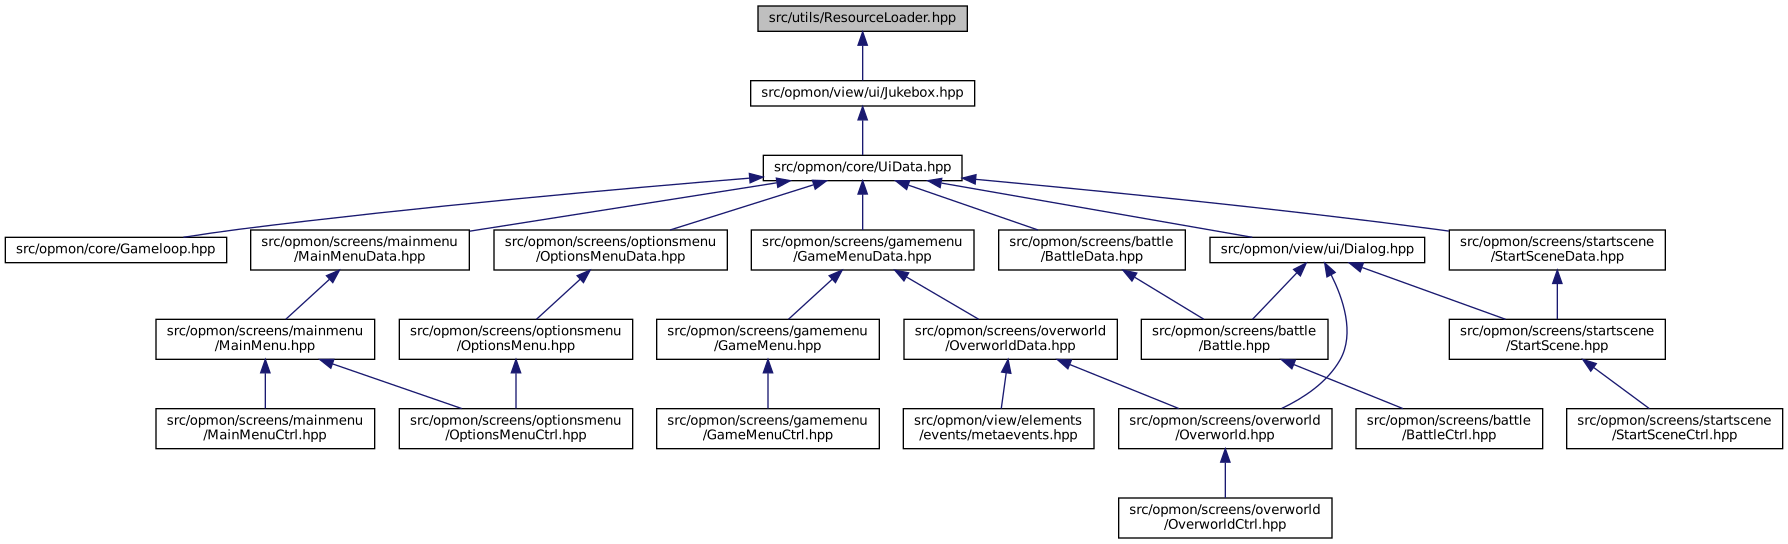 src/utils/ResourceLoader.hpp
src/opmon/view/ui/Jukebox.hpp
src/opmon/core/UiData.hpp
src/opmon/core/Gameloop.hpp
src/opmon/screens/mainmenu
/MainMenuData.hpp
src/opmon/screens/optionsmenu
/OptionsMenuData.hpp
src/opmon/screens/gamemenu
/GameMenuData.hpp
src/opmon/screens/battle
/BattleData.hpp
src/opmon/view/ui/Dialog.hpp
src/opmon/screens/startscene
/StartSceneData.hpp
src/opmon/screens/mainmenu
/MainMenu.hpp
src/opmon/screens/optionsmenu
/OptionsMenu.hpp
src/opmon/screens/gamemenu
/GameMenu.hpp
src/opmon/screens/overworld
/OverworldData.hpp
src/opmon/screens/battle
/Battle.hpp
src/opmon/screens/startscene
/StartScene.hpp
src/opmon/screens/mainmenu
/MainMenuCtrl.hpp
src/opmon/screens/optionsmenu
/OptionsMenuCtrl.hpp
src/opmon/screens/gamemenu
/GameMenuCtrl.hpp
src/opmon/view/elements
/events/metaevents.hpp
src/opmon/screens/overworld
/Overworld.hpp
src/opmon/screens/battle
/BattleCtrl.hpp
src/opmon/screens/startscene
/StartSceneCtrl.hpp
src/opmon/screens/overworld
/OverworldCtrl.hpp